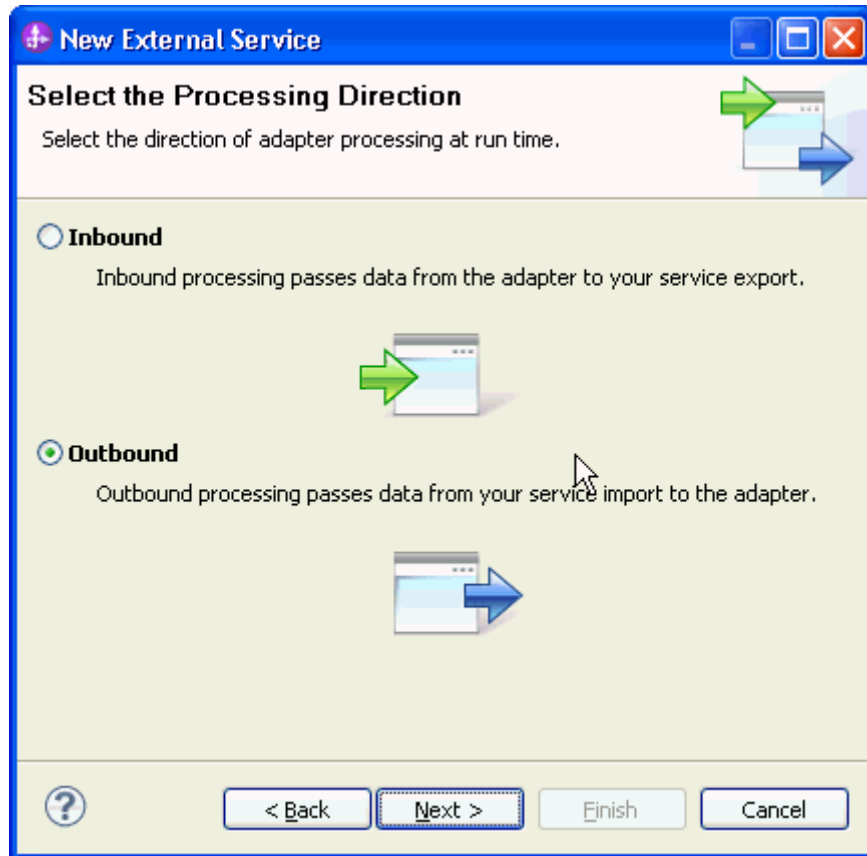 New External Service
Select the Processing Direction
Select the direction of adapter processing at run time.
Inbound
Inbound processing passes data from the adapter to your service export.
Outbound
Outbound processing passes data from your service import to the adapter.
?
< Back
Next >
Finish
Cancel